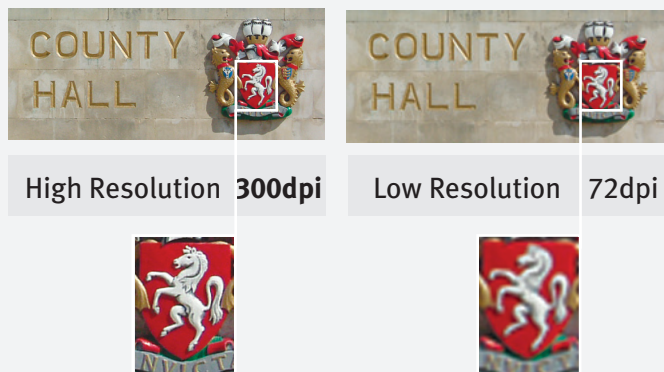 COUNTY
HALL
COUNTY
HALL
High Resolution 300dpi
Low Resolution 72dpi